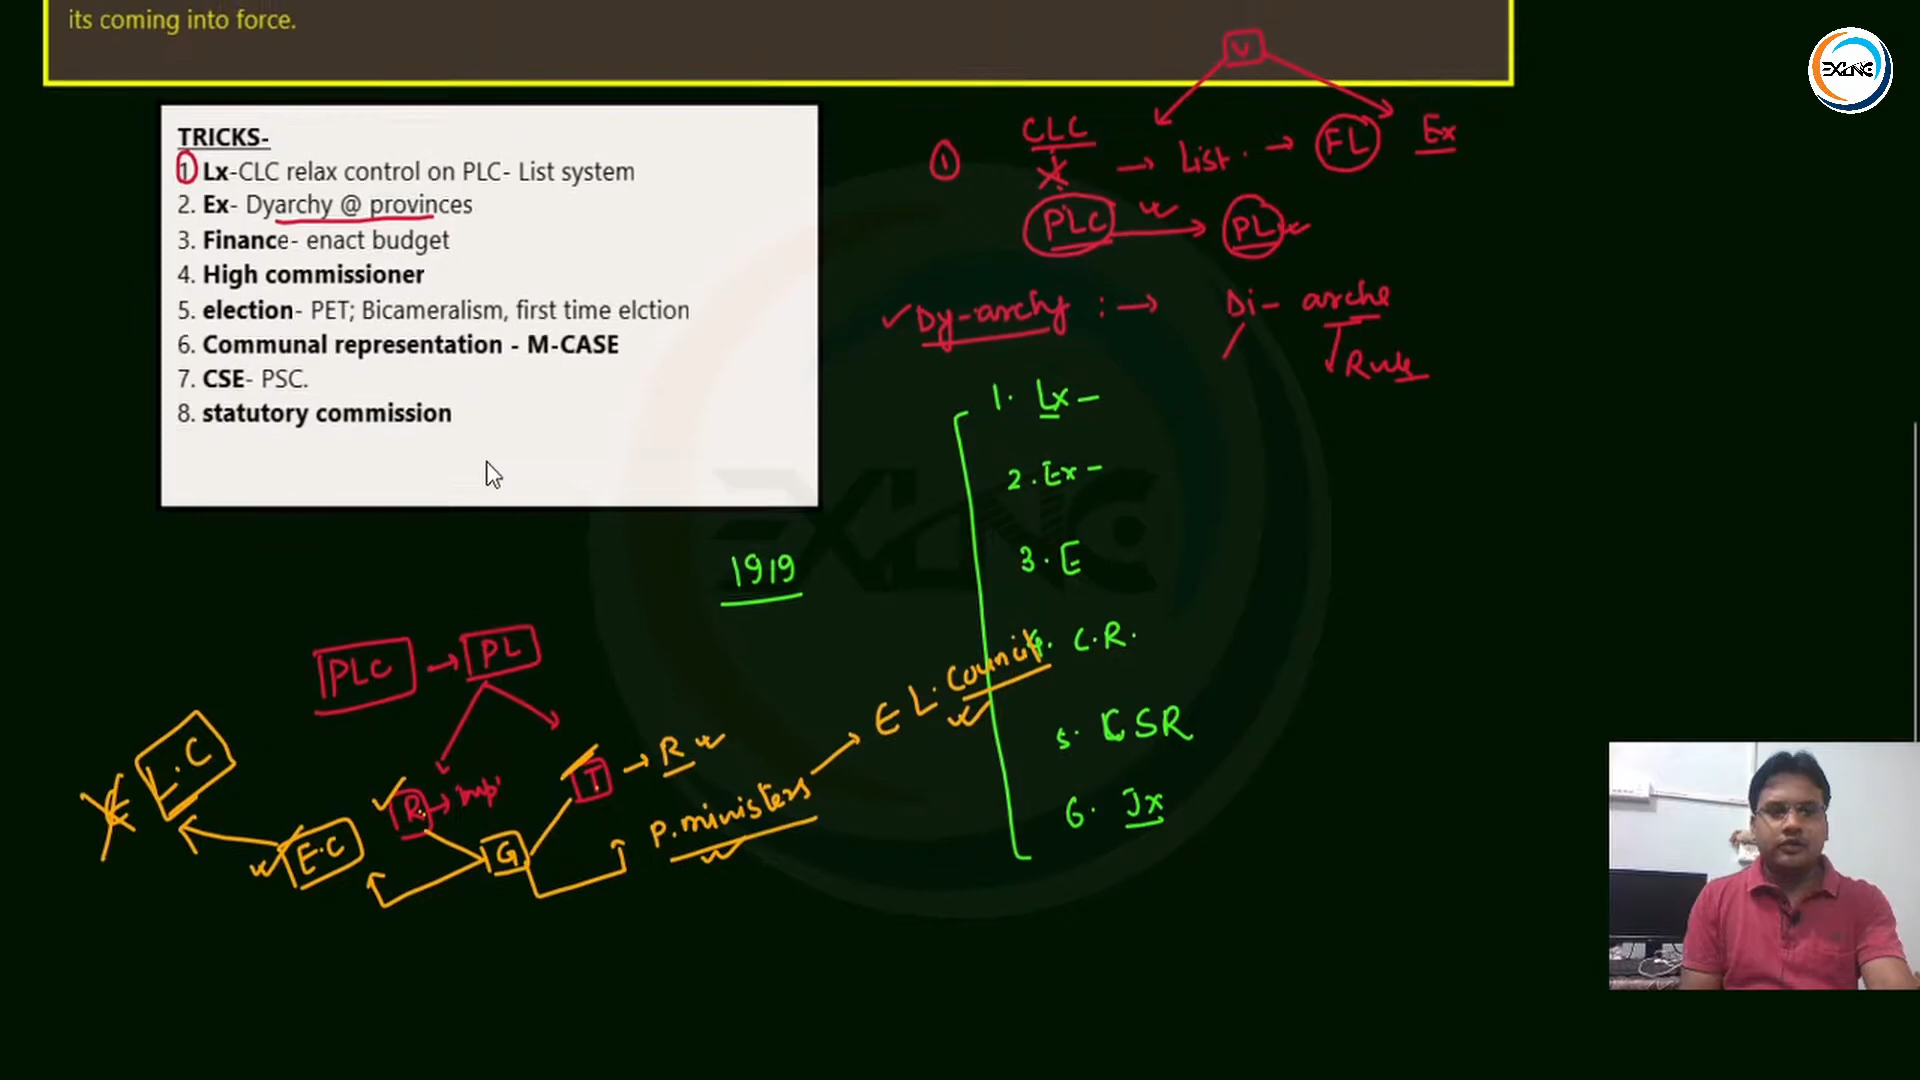 its coming into force.
TRICKS-
1 Lx-CLC relax control on PLC- List system
2. Ex- Dyarchy @ provinces
3. Finance- enact budget
4. High commissioner
5. election- PET; Bicameralism, first time elction
6. Communal representation - M-CASE
7. CSE- PSC.
8. statutory commission
EXLNC
U
1 CLC → List. → FL Ex
PLC → PL
Dy-archy : → Di- arche
Rule
1. Lx -
2. Ex -
3. E
C.R.
5. CSR
6. Jx
1919
PLC → PL
R → imp'
T → R
G
P. ministers → L. Council
E.C
L.C
EXLNC